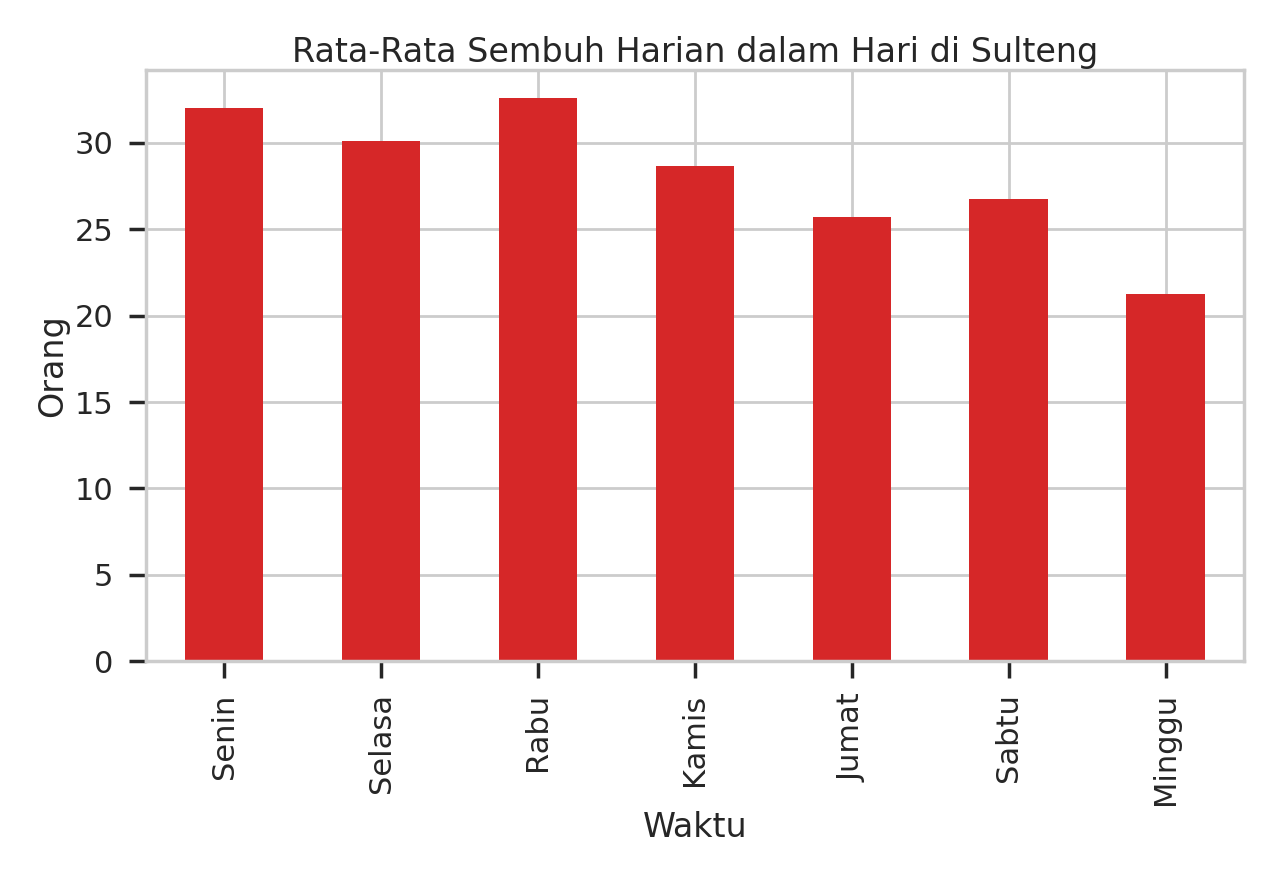 Rata-Rata Sembuh Harian dalam Hari di Sulteng
Orang
30
25
20
15
10
5
0
Senin
Selasa
Rabu
Kamis
Jumat
Sabtu
Minggu
Waktu